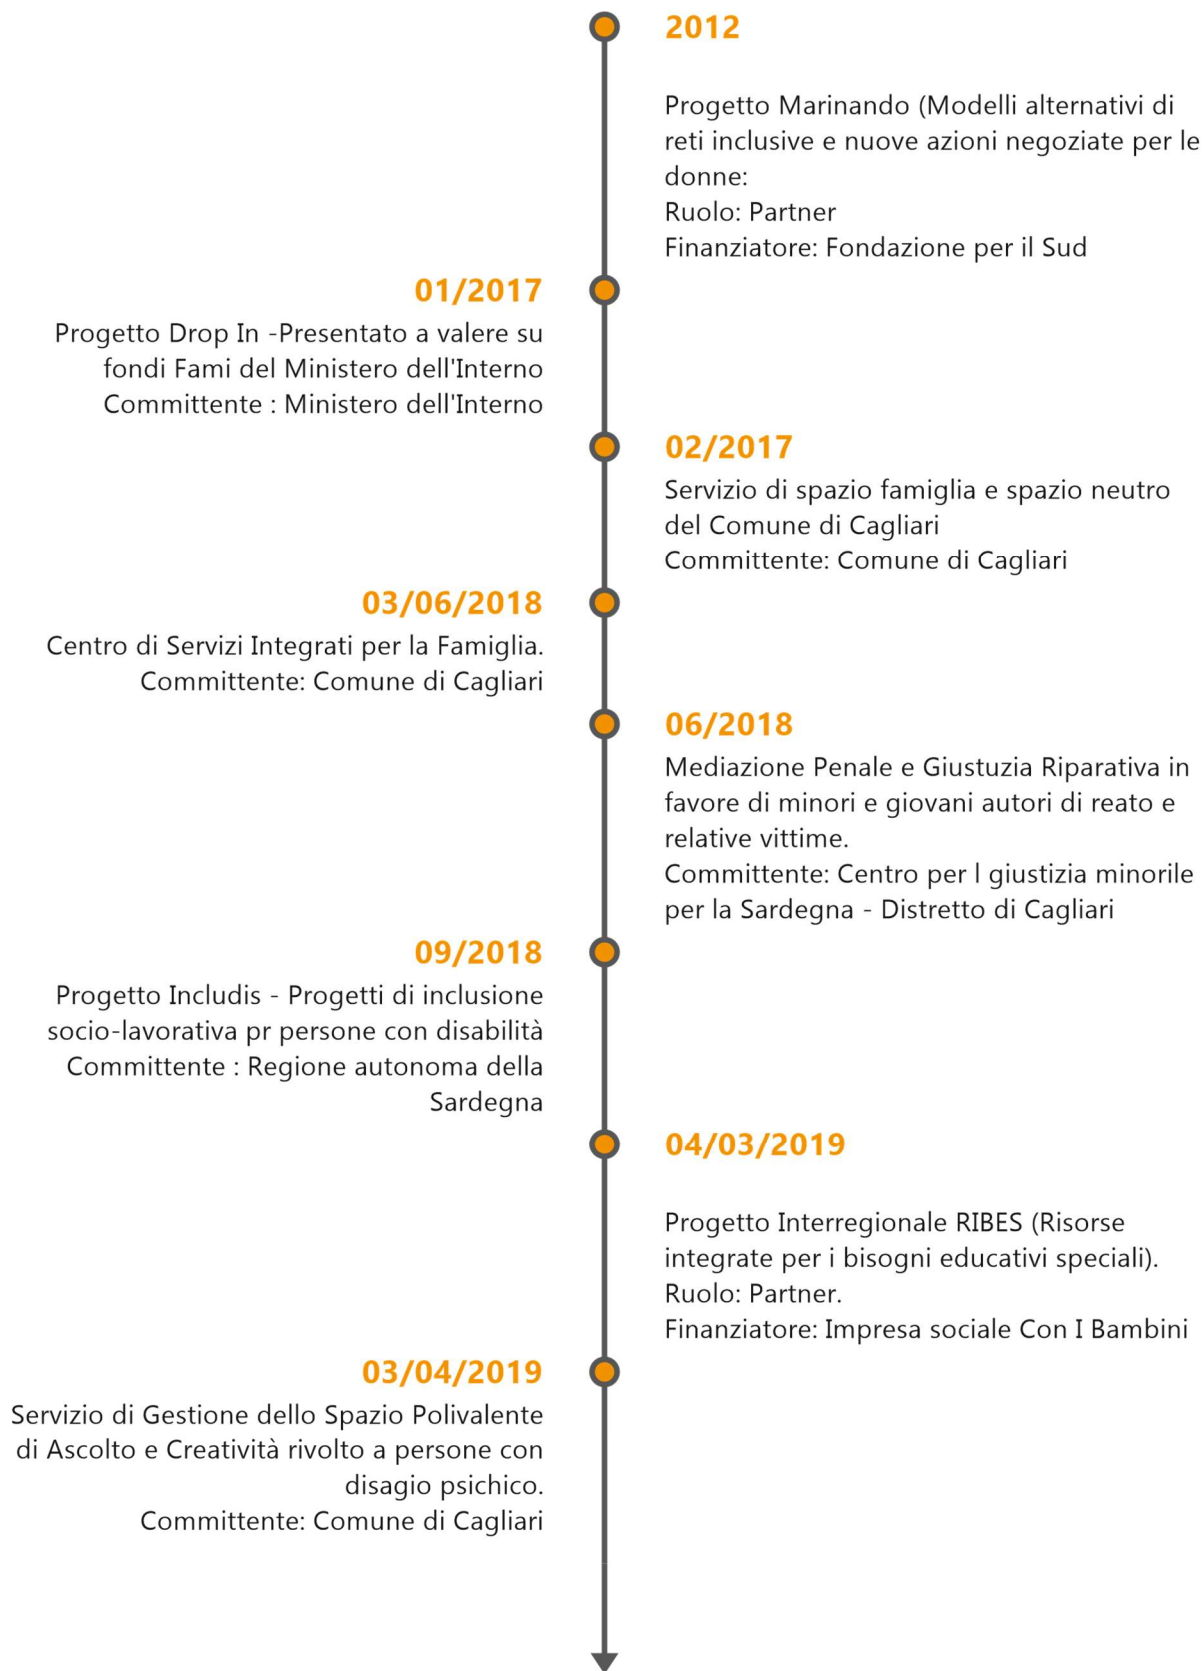 2012
Progetto Marinando (Modelli alternativi di
reti inclusive e nuove azioni negoziate per le
donne:
Ruolo: Partner
Finanziatore: Fondazione per il Sud
01/2017
Progetto Drop In -Presentato a valere su
fondi Fami del Ministero dell'Interno
Committente : Ministero dell'Interno
02/2017
Servizio di spazio famiglia e spazio neutro
del Comune di Cagliari
Committente: Comune di Cagliari
03/06/2018
Centro di Servizi Integrati per la Famiglia.
Committente: Comune di Cagliari
06/2018
Mediazione Penale e Giustuzia Riparativa in
favore di minori e giovani autori di reato e
relative vittime.
Committente: Centro per l giustizia minorile
per la Sardegna - Distretto di Cagliari
09/2018
Progetto Includis - Progetti di inclusione
socio-lavorativa pr persone con disabilità
Committente : Regione autonoma della
Sardegna
04/03/2019
Progetto Interregionale RIBES (Risorse
integrate per i bisogni educativi speciali).
Ruolo: Partner.
Finanziatore: Impresa sociale Con I Bambini
03/04/2019
Servizio di Gestione dello Spazio Polivalente
di Ascolto e Creatività rivolto a persone con
disagio psichico.
Committente: Comune di Cagliari